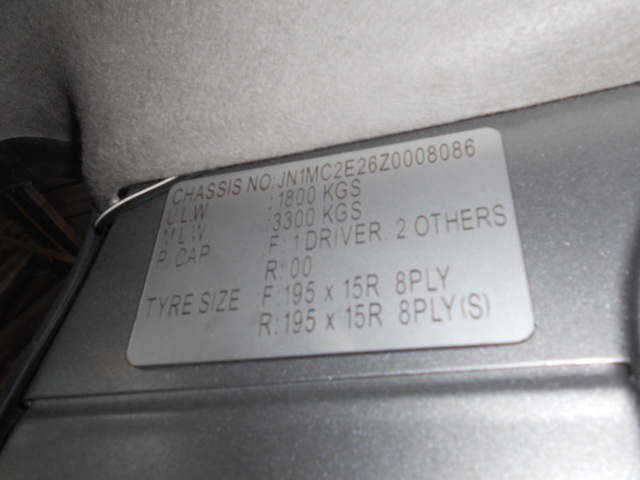 CHASSIS NO:JN1MC2E26Z0008086
U.L.W :1800 KGS
M.L.W :3300 KGS
P. CAP :F: 1 DRIVER. 2 OTHERS
R: 00
TYRE SIZE :F:195 x 15R 8PLY
R:195 x 15R 8PLY(S)